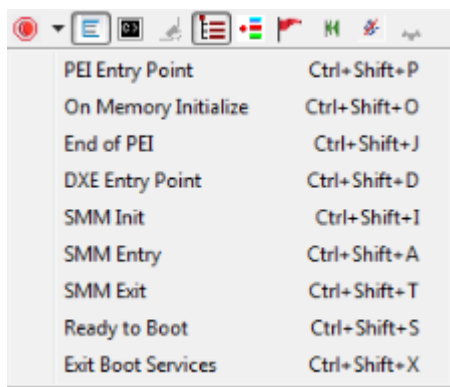 PEI Entry Point Ctrl+Shift+P
On Memory Initialize Ctrl+Shift+O
End of PEI Ctrl+Shift+J
DXE Entry Point Ctrl+Shift+D
SMM Init Ctrl+Shift+I
SMM Entry Ctrl+Shift+A
SMM Exit Ctrl+Shift+T
Ready to Boot Ctrl+Shift+S
Exit Boot Services Ctrl+Shift+X